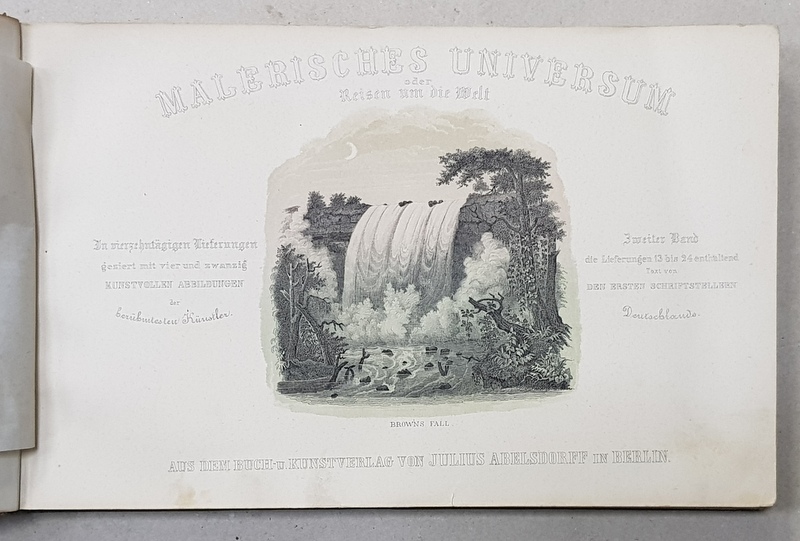 MALERISCHES UNIVERSUM
oder
Reisen um die Welt
In vierzehntägigen Lieferungen
geziert mit vier und zwanzig
KUNSTVOLLEN ABBILDUNGEN
der
berühmtesten Künstler.
Zweiter Band
die Lieferungen 13 bis 24 enthaltend
Text von
DEN ERSTEN SCHRIFTSTELLERN
Deutschlands.
BROWNS FALL.
AUS DEM BUCH-U. KUNSTVERLAG VON JULIUS ABELSDORFF IN BERLIN.